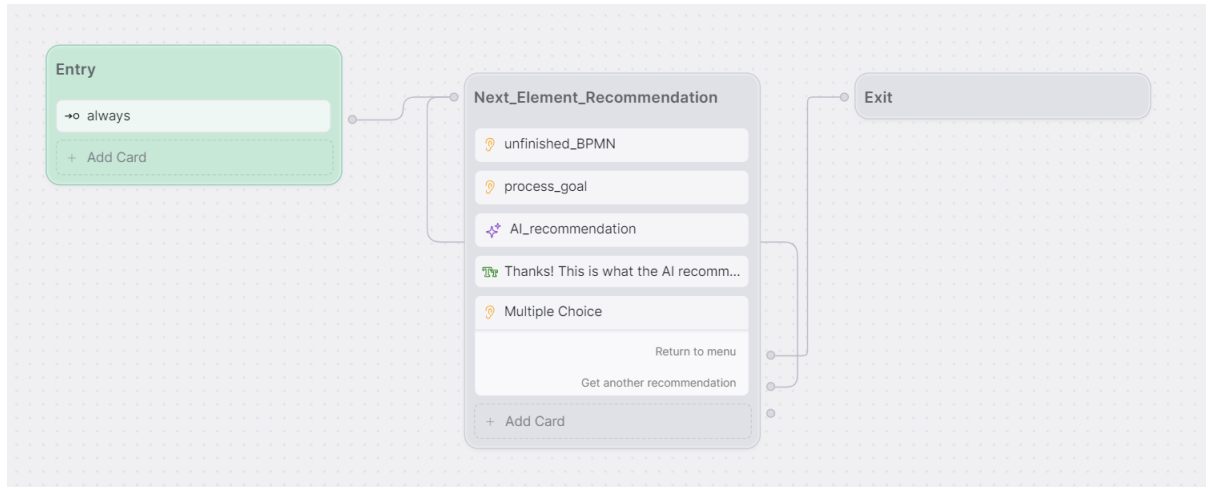 Entry
always
+ Add Card
Next_Element_Recommendation
unfinished_BPMN
process_goal
AI_recommendation
Thanks! This is what the AI recomm...
Multiple Choice
Return to menu
Get another recommendation
+ Add Card
Exit